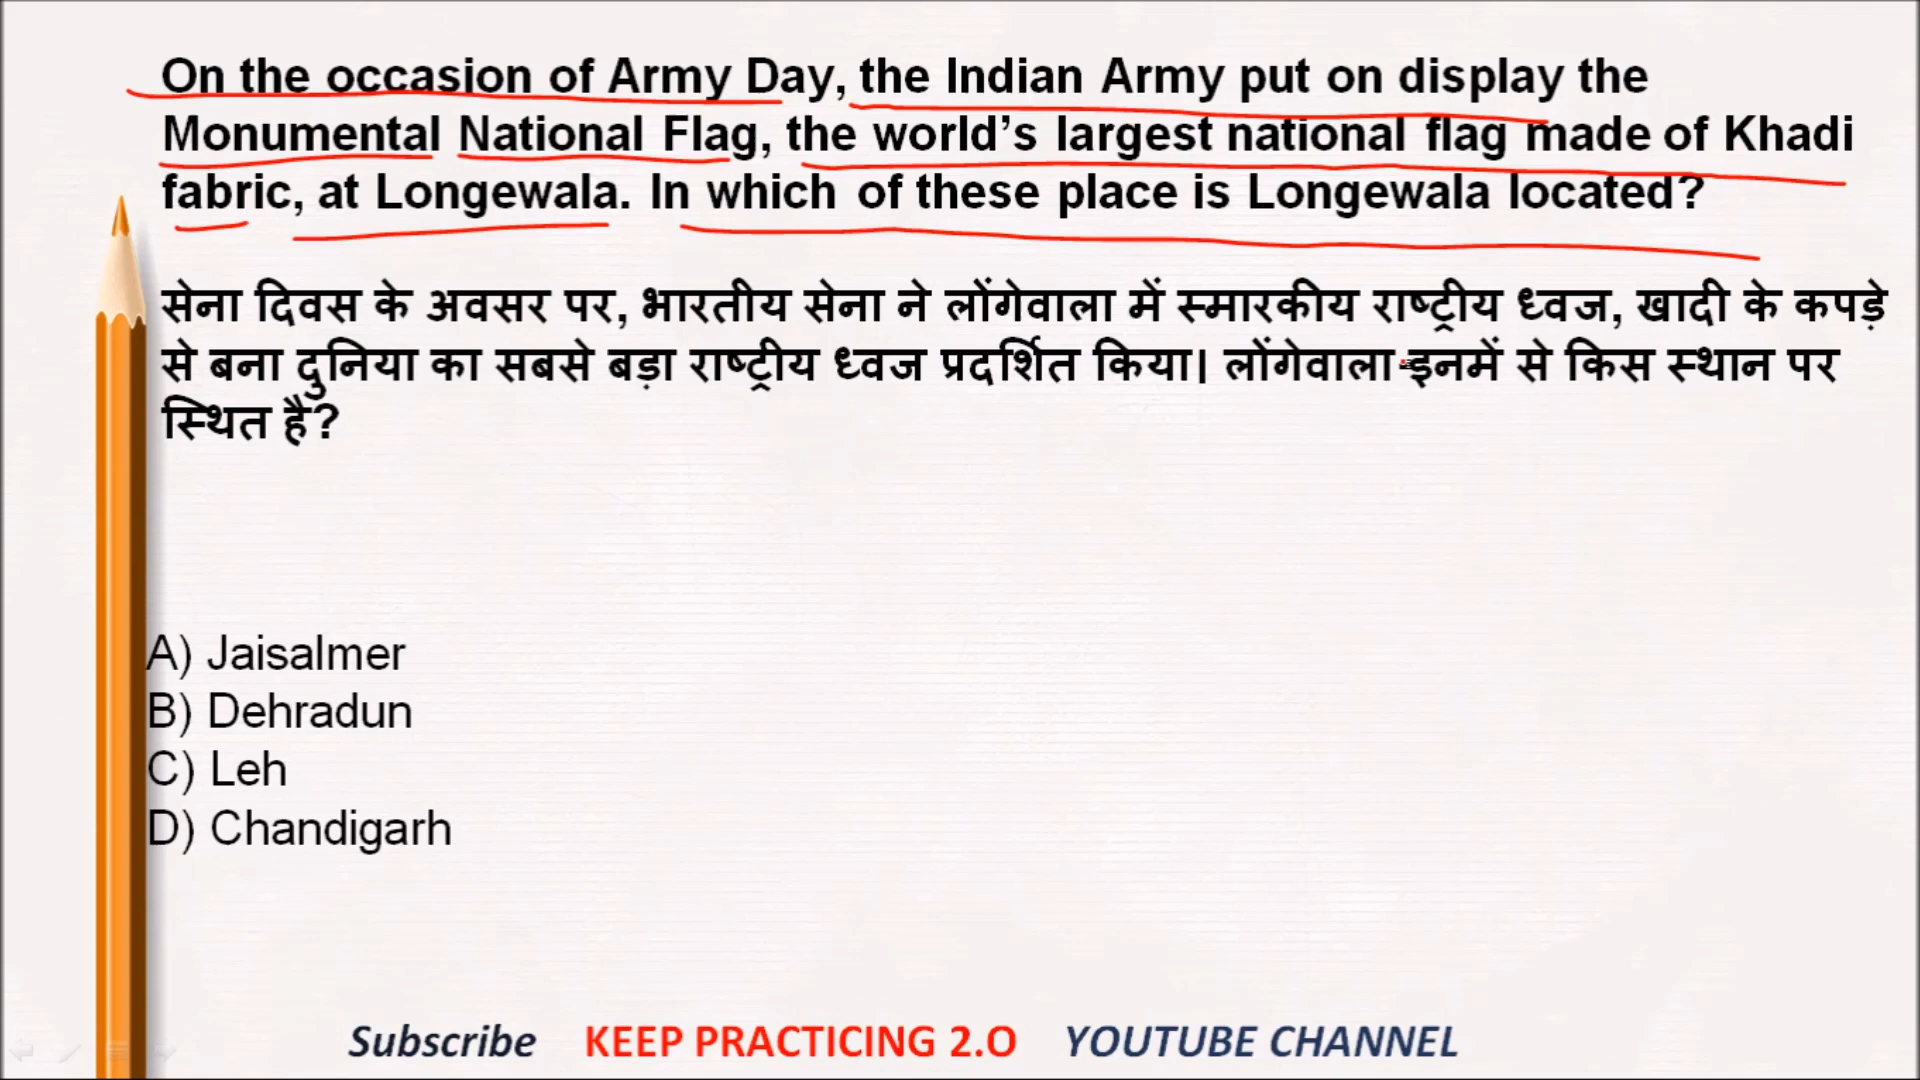 On the occasion of Army Day, the Indian Army put on display the
Monumental National Flag, the world’s largest national flag made of Khadi
fabric, at Longewala. In which of these place is Longewala located?
सेना दिवस के अवसर पर, भारतीय सेना ने लोंगेवाला में स्मारकीय राष्ट्रीय ध्वज, खादी के कपड़े
से बना दुनिया का सबसे बड़ा राष्ट्रीय ध्वज प्रदर्शित किया। लोंगेवाला इनमें से किस स्थान पर
स्थित है?
A) Jaisalmer
B) Dehradun
C) Leh
D) Chandigarh
Subscribe KEEP PRACTICING 2.O YOUTUBE CHANNEL